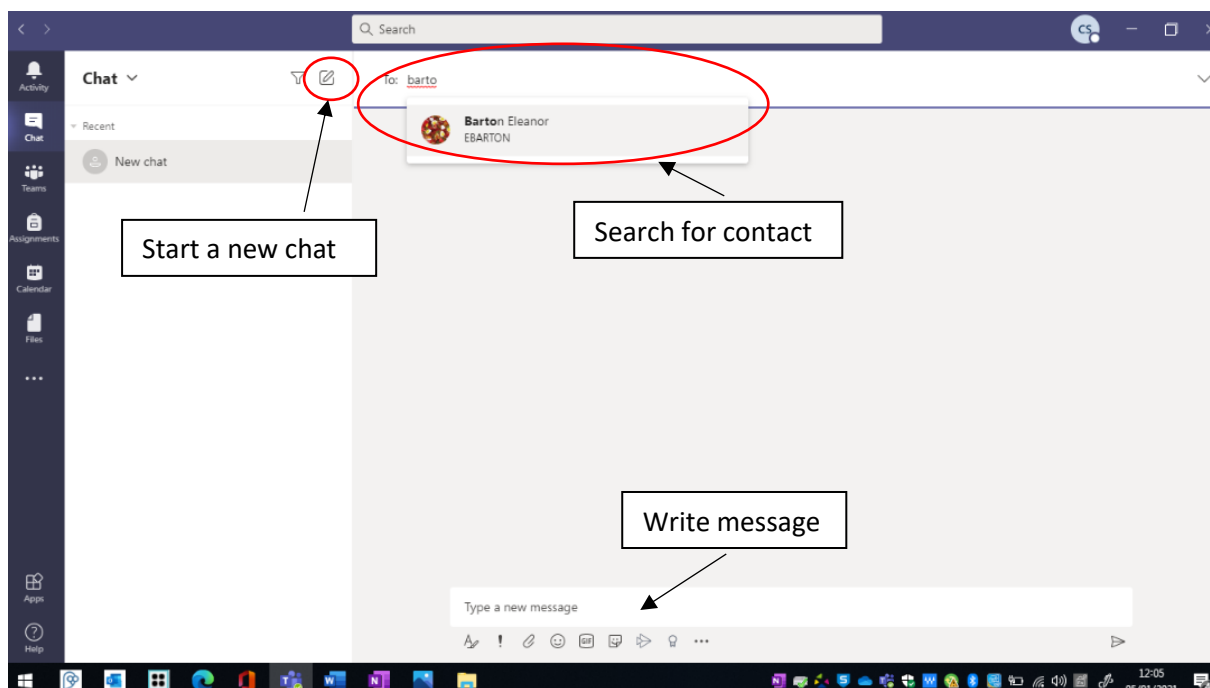 Search
CS
Activity
Chat
To: barto
Barton Eleanor
EBARTON
Chat
Recent
New chat
Teams
Search for contact
Start a new chat
Assignments
Calendar
Files
Write message
Type a new message
GIF
Apps
Help
12:05